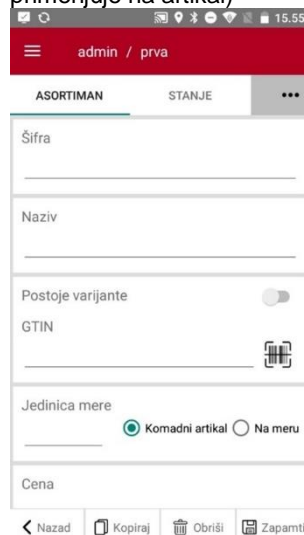 primenjuje na artikal)
15.55
admin / prva
ASORTIMAN STANJE •••
Šifra
Naziv
Postoje varijante
GTIN
Jedinica mere
Komadni artikal Na meru
Cena
Nazad Kopiraj Obriši Zapamti